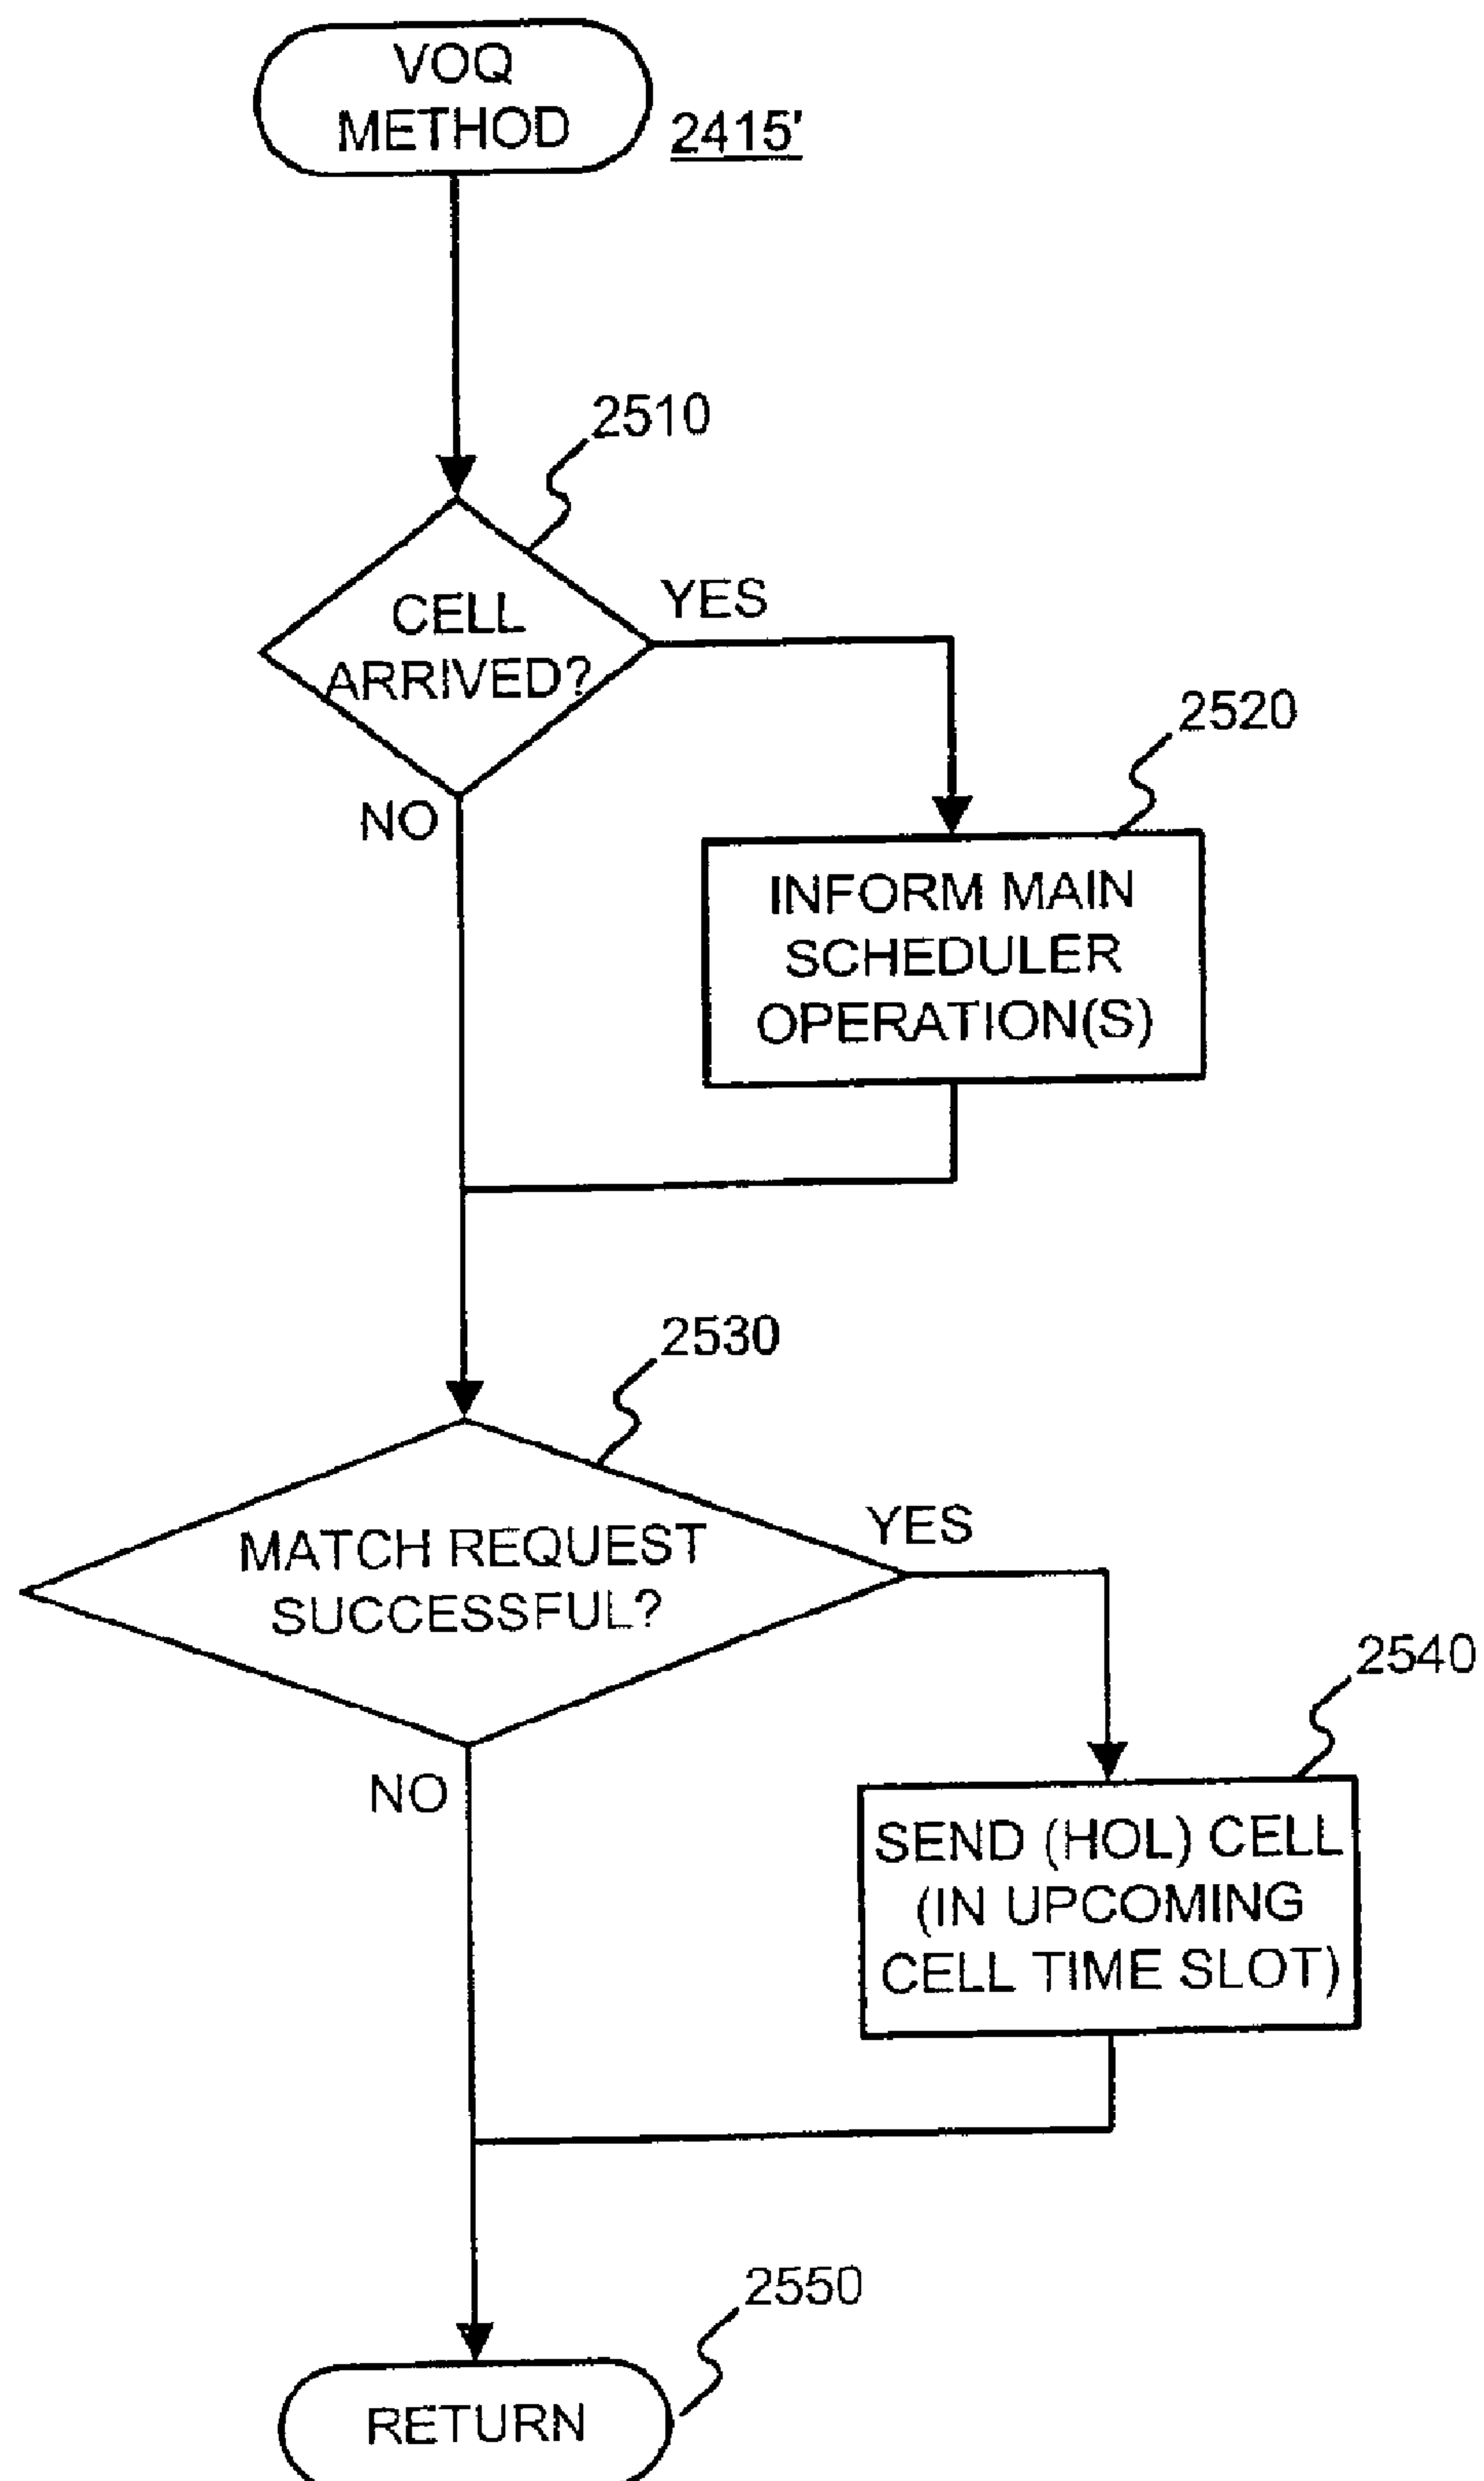 VOQ
METHOD
2415'
2510
CELL
ARRIVED?
YES
NO
2520
INFORM MAIN
SCHEDULER
OPERATION(S)
2530
MATCH REQUEST
SUCCESSFUL?
YES
NO
2540
SEND (HOL) CELL
(IN UPCOMING
CELL TIME SLOT)
2550
RETURN